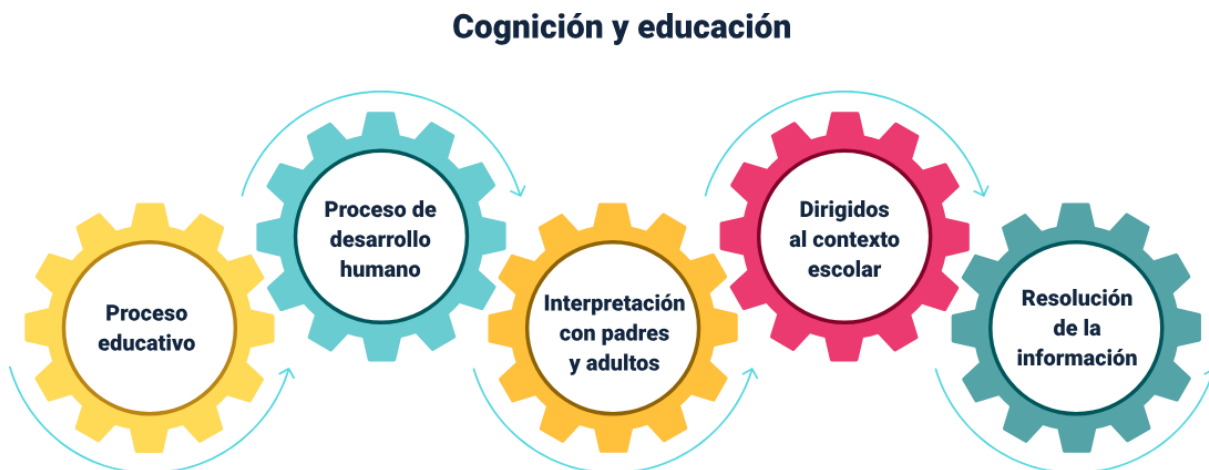 Cognición y educación
Proceso
educativo
Proceso de
desarrollo
humano
Interpretación
con padres
y adultos
Dirigidos
al contexto
escolar
Resolución
de la
información